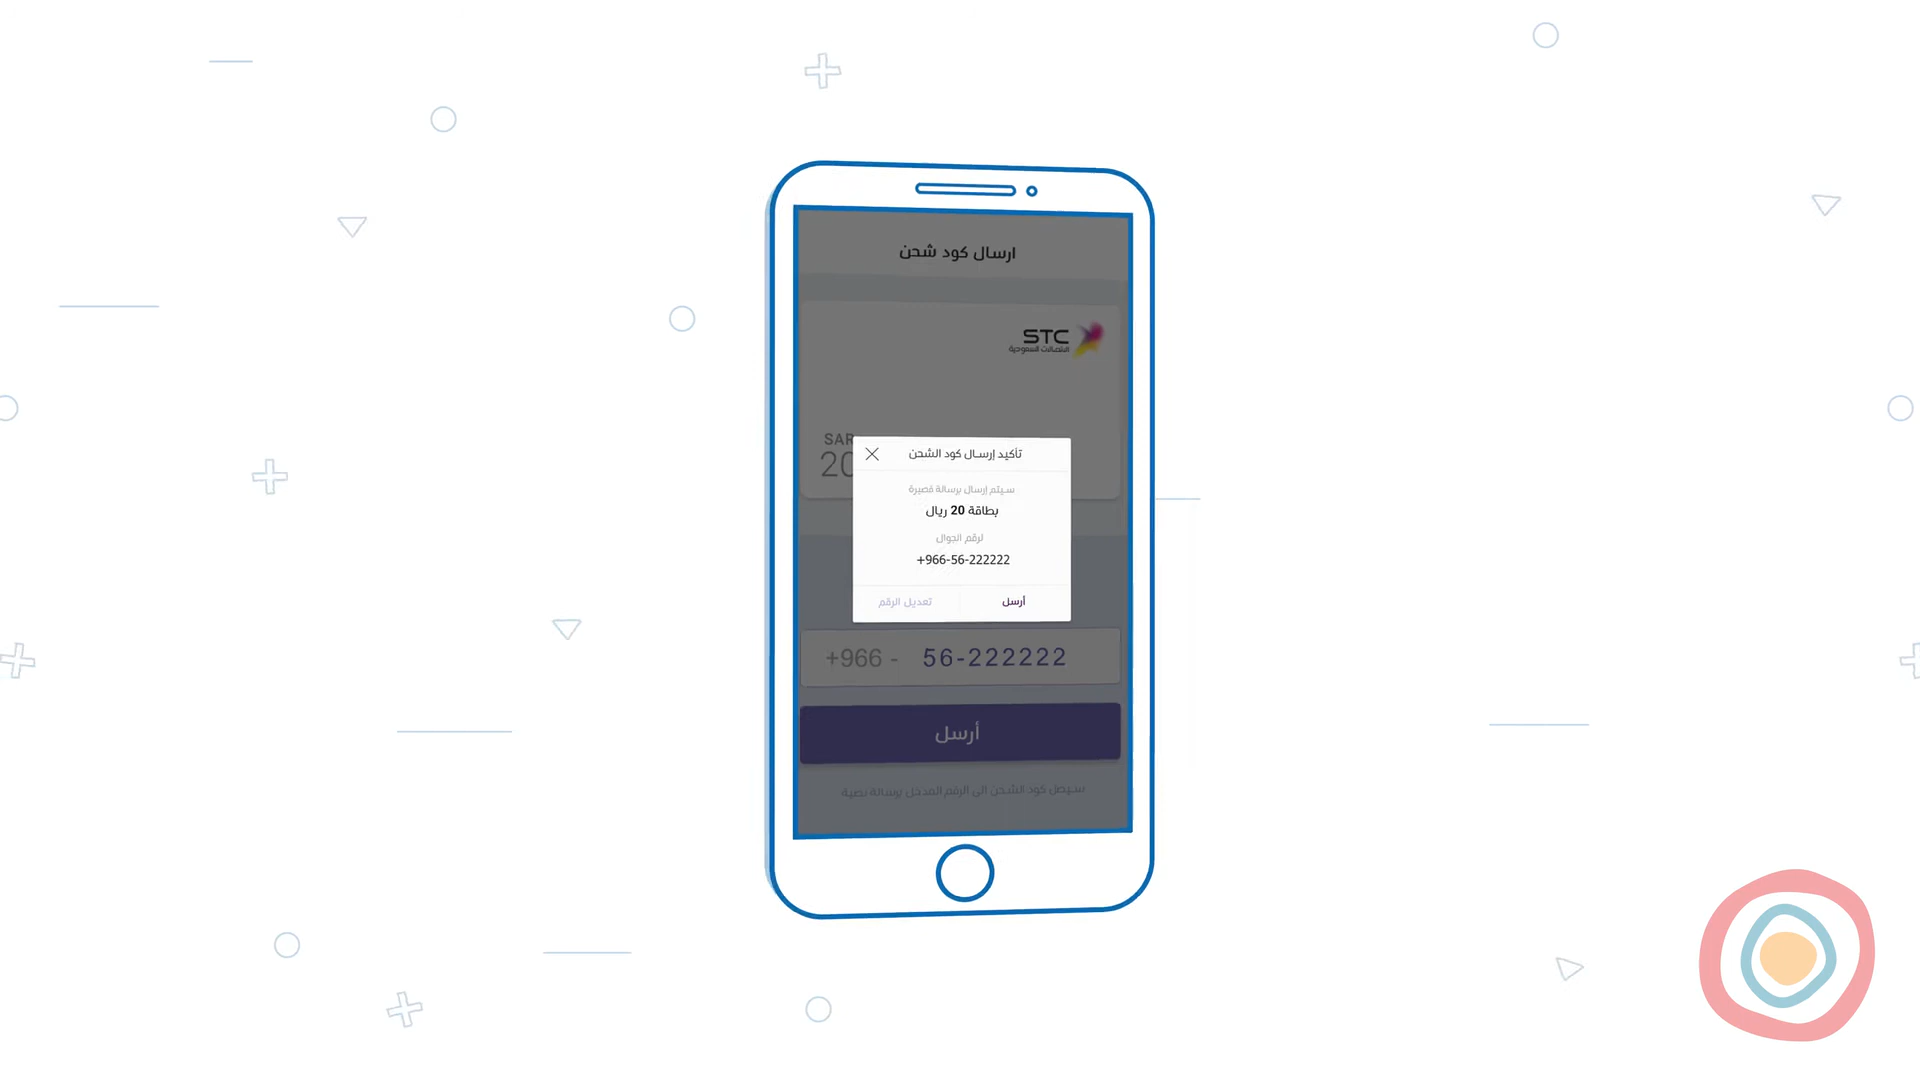 ارسال كود شحن
STC
الاتصالات السعودية
SAR
20
تأكيد إرسال كود الشحن
سيتم إرسال برسالة قصيرة
بطاقة 20 ريال
لرقم الجوال
+966-56-222222
أرسل
تعديل الرقم
+966 - 56-222222
أرسل
سيصل كود الشحن الى الرقم المدخل برسالة نصية